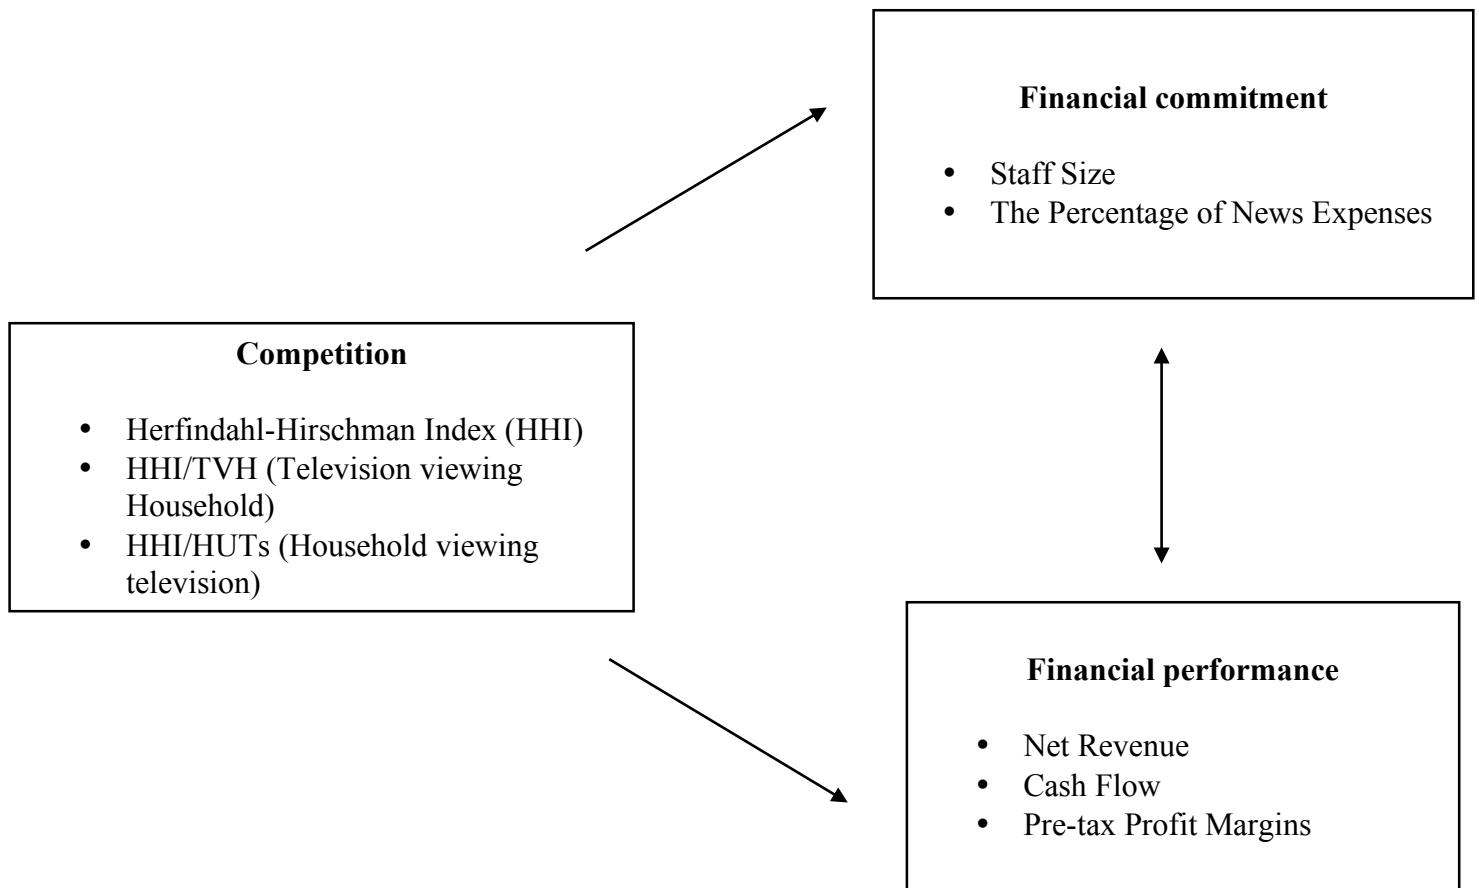 Financial commitment
• Staff Size
• The Percentage of News Expenses
Competition
• Herfindahl-Hirschman Index (HHI)
• HHI/TVH (Television viewing
Household)
• HHI/HUTs (Household viewing
television)
Financial performance
• Net Revenue
• Cash Flow
• Pre-tax Profit Margins